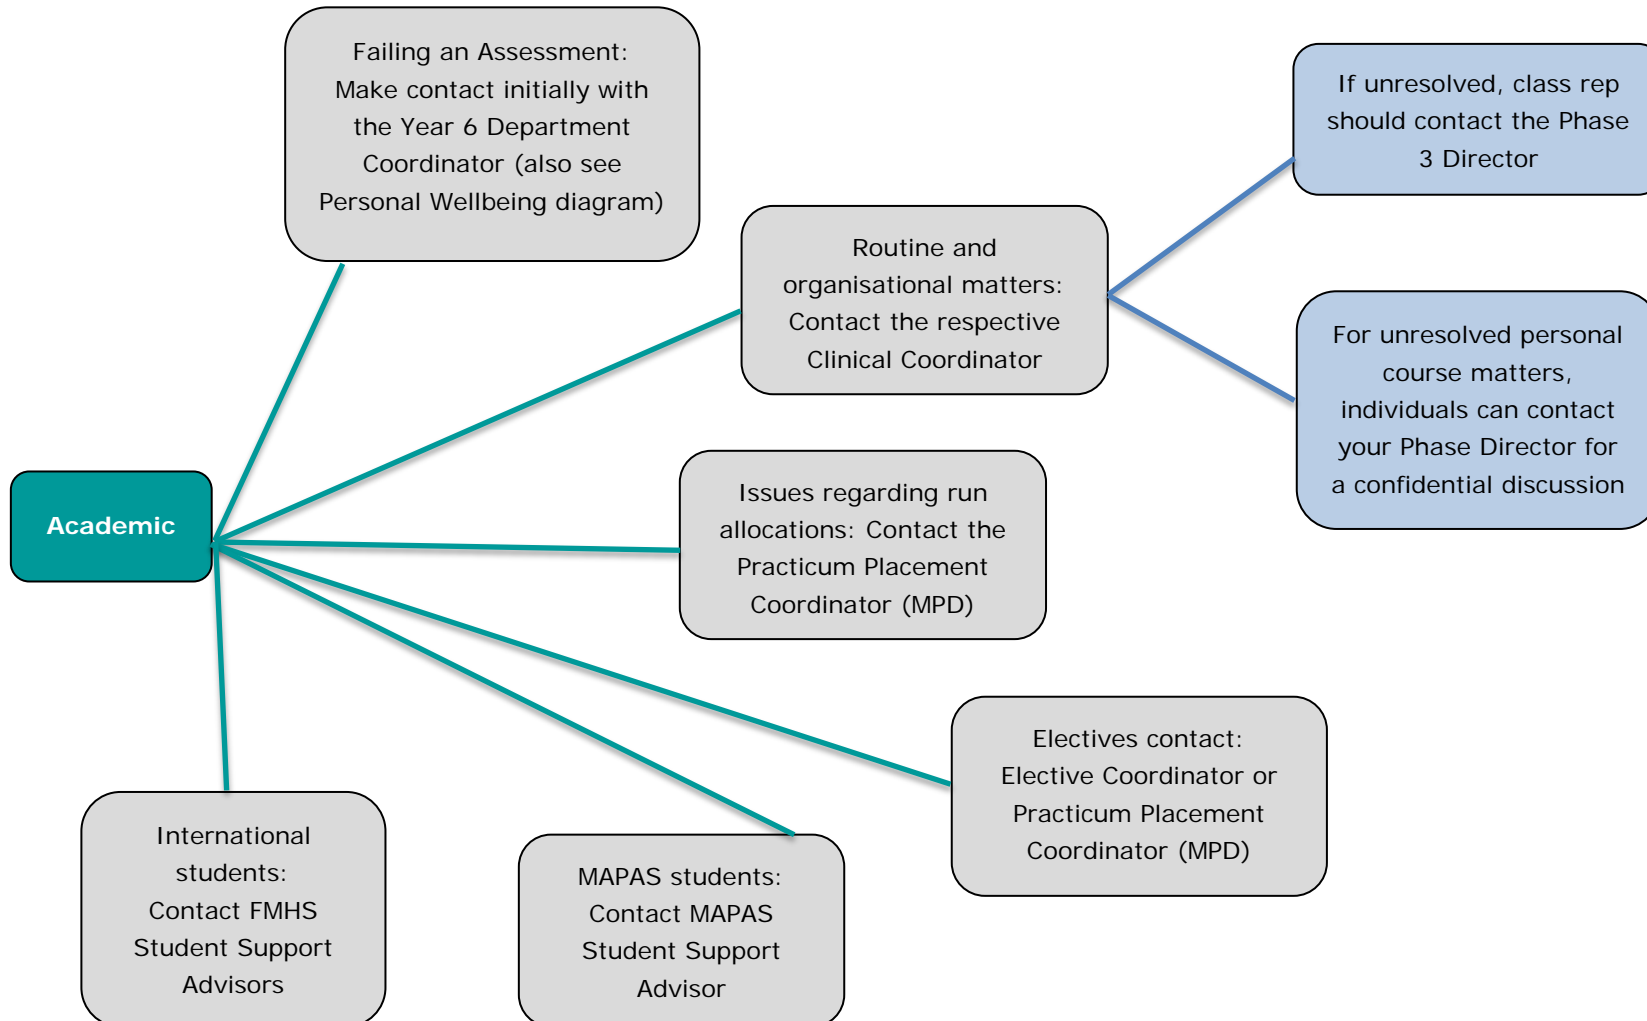 Failing an Assessment:
Make contact initially with
the Year 6 Department
Coordinator (also see
Personal Wellbeing diagram)
If unresolved, class rep
should contact the Phase
3 Director
Routine and
organisational matters:
Contact the respective
Clinical Coordinator
For unresolved personal
course matters,
individuals can contact
your Phase Director for
a confidential discussion
Academic
Issues regarding run
allocations: Contact the
Practicum Placement
Coordinator (MPD)
Electives contact:
Elective Coordinator or
Practicum Placement
Coordinator (MPD)
International
students:
Contact FMHS
Student Support
Advisors
MAPAS students:
Contact MAPAS
Student Support
Advisor